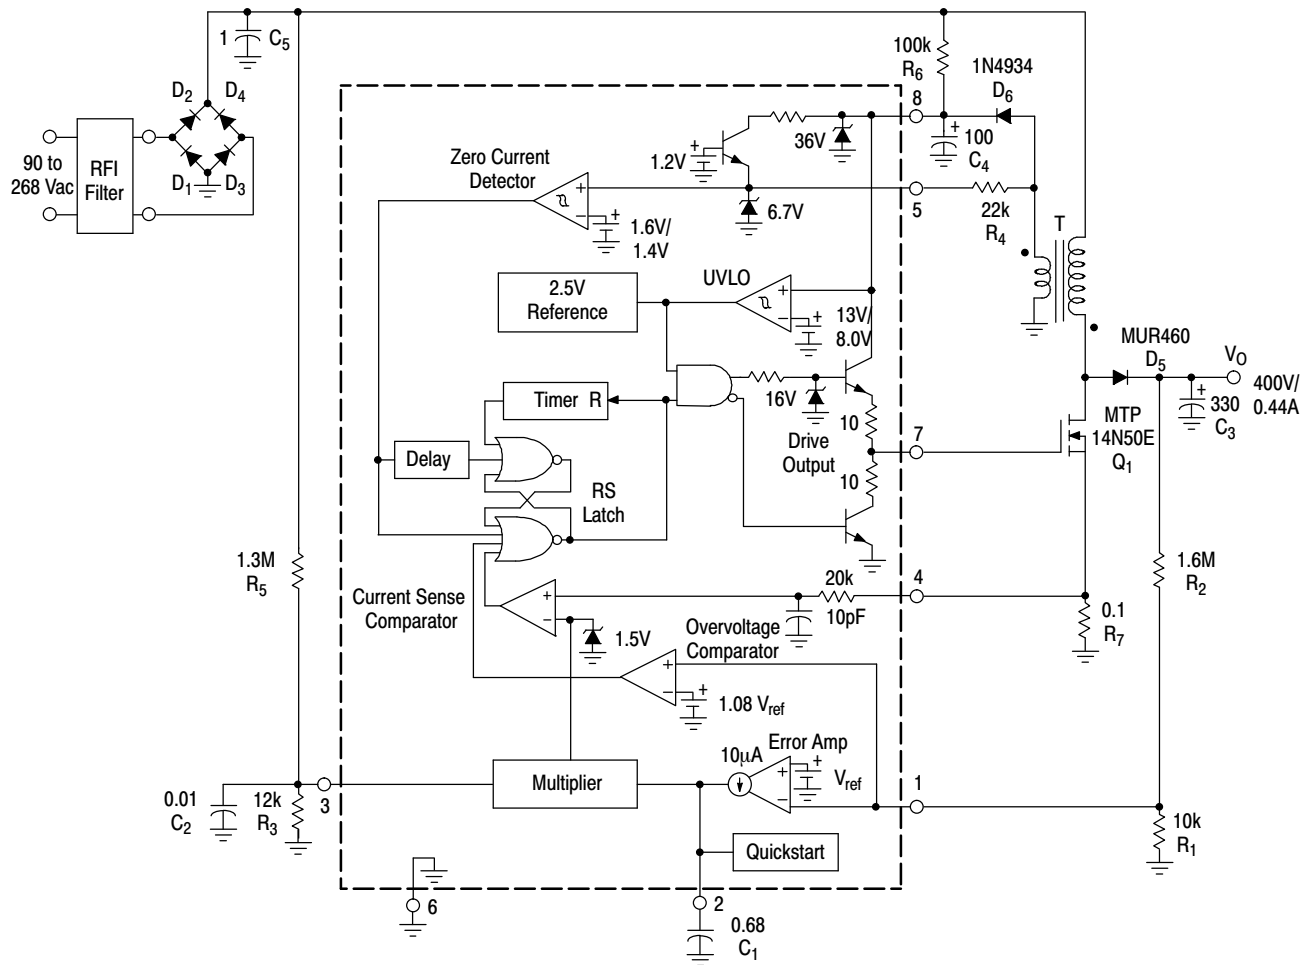 1
C5
100k
R6
1N4934
D6
D2
D4
8
36V
100
C4
1.2V
90 to
268 Vac
RFI
Filter
D1
D3
Zero Current
Detector
+
−
+
1.6V/
1.4V
6.7V
5
22k
R4
T
UVLO
2.5V
Reference
+
−
+
13V/
8.0V
MUR460
D5
VO
400V/
0.44A
+
330
C3
Timer R
16V
10
Drive
Output
7
MTP
14N50E
Q1
Delay
10
RS
Latch
1.3M
R5
1.6M
R2
20k
4
10pF
0.1
R7
Current Sense
Comparator
+
−
1.5V
Overvoltage
Comparator
+
−
+
1.08 Vref
10μA
Error Amp
+
−
+
Vref
Multiplier
1
3
0.01
C2
12k
R3
10k
R1
Quickstart
6
2
0.68
C1